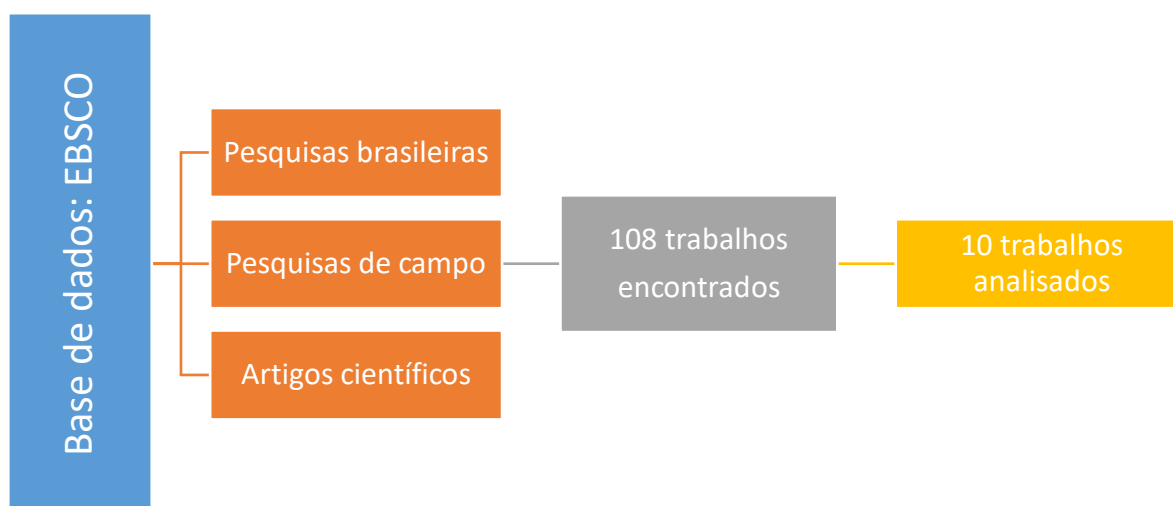 Base de dados: EBSCO
Pesquisas brasileiras
Pesquisas de campo
Artigos científicos
108 trabalhos
encontrados
10 trabalhos
analisados